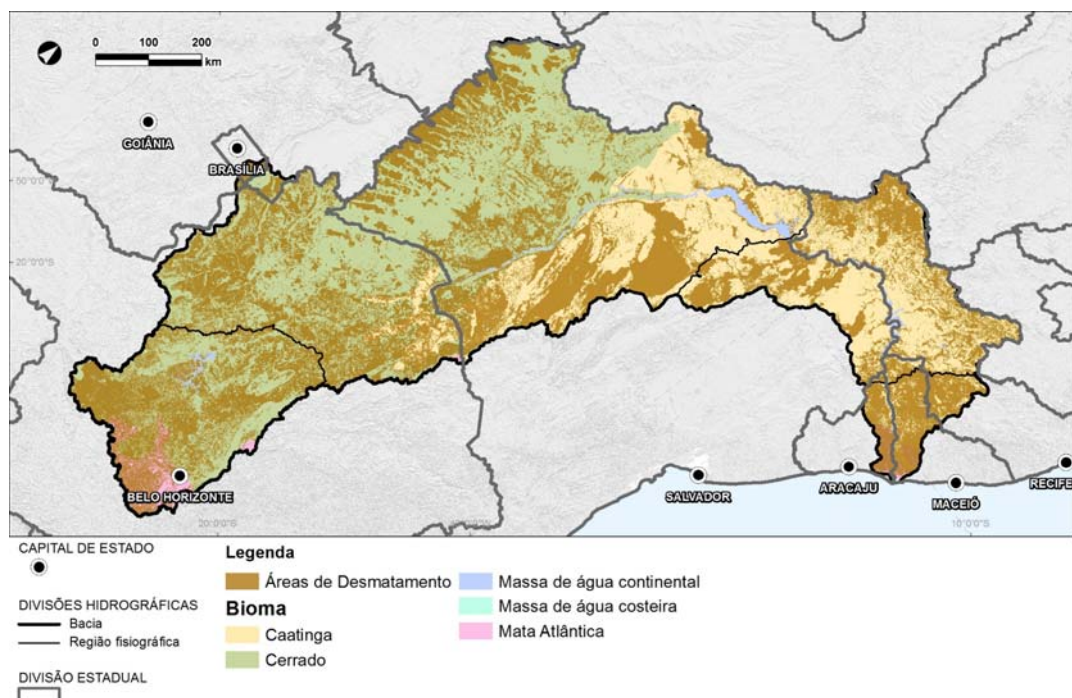 0 100 200
km
GOIÂNIA
BRASÍLIA
50°0'0"S
20°0'0"S
BELO HORIZONTE
SALVADOR
ARACAJU
MACEIÓ
RECIFE
20°0'0"S
10°0'0"S
CAPITAL DE ESTADO
DIVISÕES HIDROGRÁFICAS
Bacia
Região fisiográfica
DIVISÃO ESTADUAL
Legenda
Áreas de Desmatamento
Bioma
Caatinga
Cerrado
Massa de água continental
Massa de água costeira
Mata Atlântica